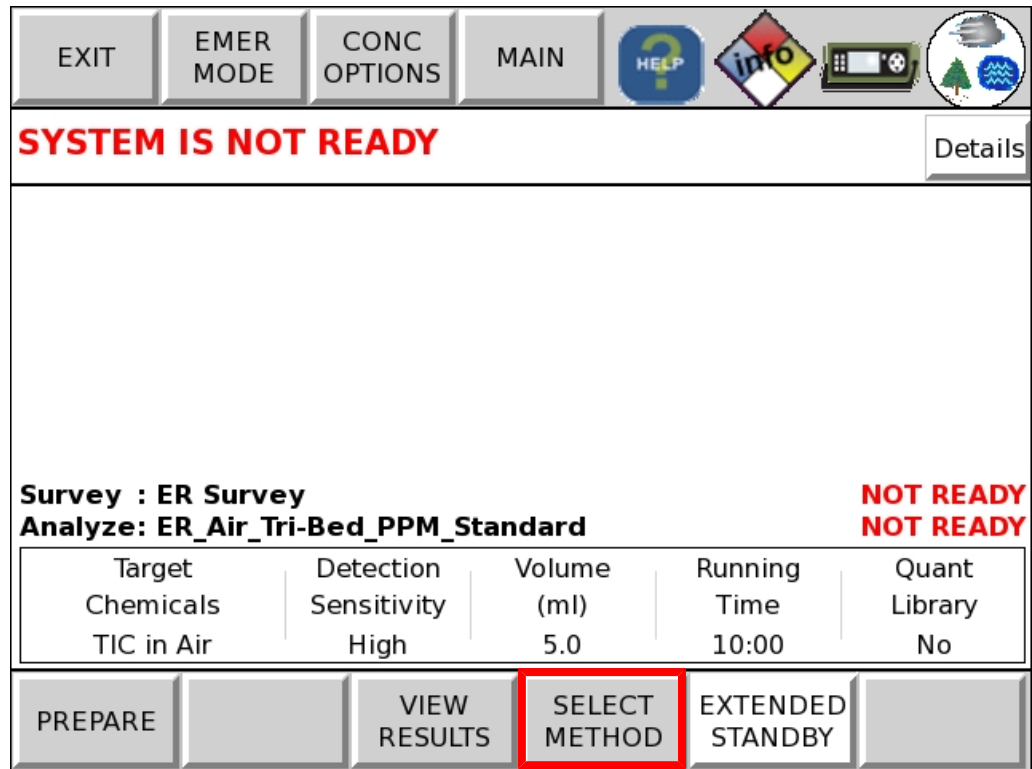 EXIT
EMER
MODE
CONC
OPTIONS
MAIN
HELP
info
SYSTEM IS NOT READY
Details
Survey : ER Survey NOT READY
Analyze: ER_Air_Tri-Bed_PPM_Standard NOT READY
Target Detection Volume Running Quant
Chemicals Sensitivity (ml) Time Library
TIC in Air High 5.0 10:00 No
PREPARE
VIEW
RESULTS
SELECT
METHOD
EXTENDED
STANDBY